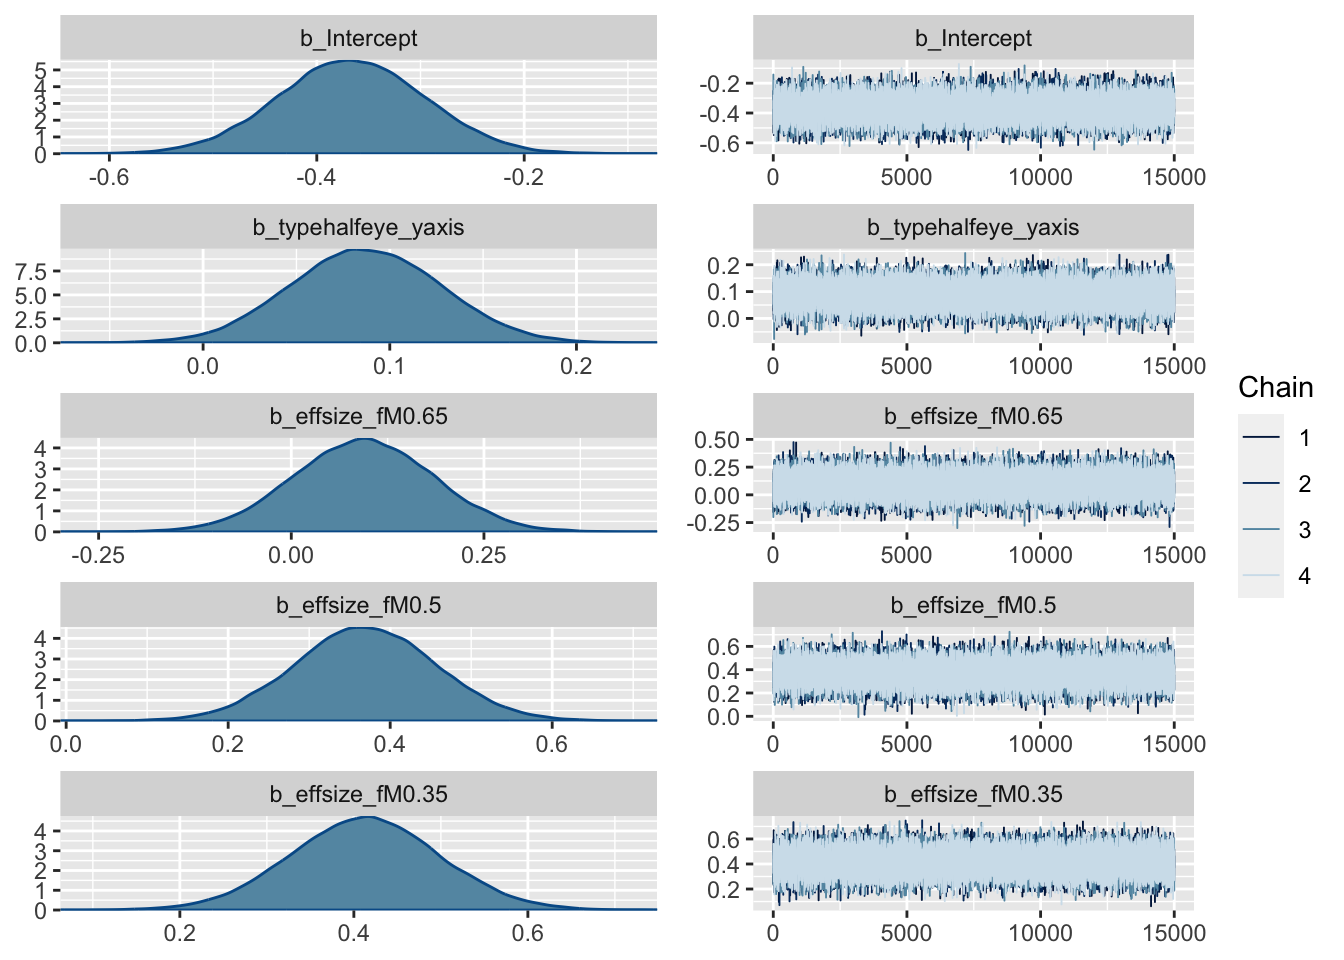 b_Intercept
5
4
3
2
1
0
-0.6 -0.4 -0.2
b_Intercept
-0.2
-0.4
-0.6
0 5000 10000 15000
b_typehalfeye_yaxis
7.5
5.0
2.5
0.0
0.0 0.1 0.2
b_typehalfeye_yaxis
0.2
0.1
0.0
0 5000 10000 15000
b_effsize_fM0.65
4
3
2
1
0
-0.25 0.00 0.25
b_effsize_fM0.65
0.50
0.25
0.00
-0.25
0 5000 10000 15000
b_effsize_fM0.5
4
3
2
1
0
0.0 0.2 0.4 0.6
b_effsize_fM0.5
0.6
0.4
0.2
0.0
0 5000 10000 15000
b_effsize_fM0.35
4
3
2
1
0
0.2 0.4 0.6
b_effsize_fM0.35
0.6
0.4
0.2
0 5000 10000 15000
Chain
1
2
3
4